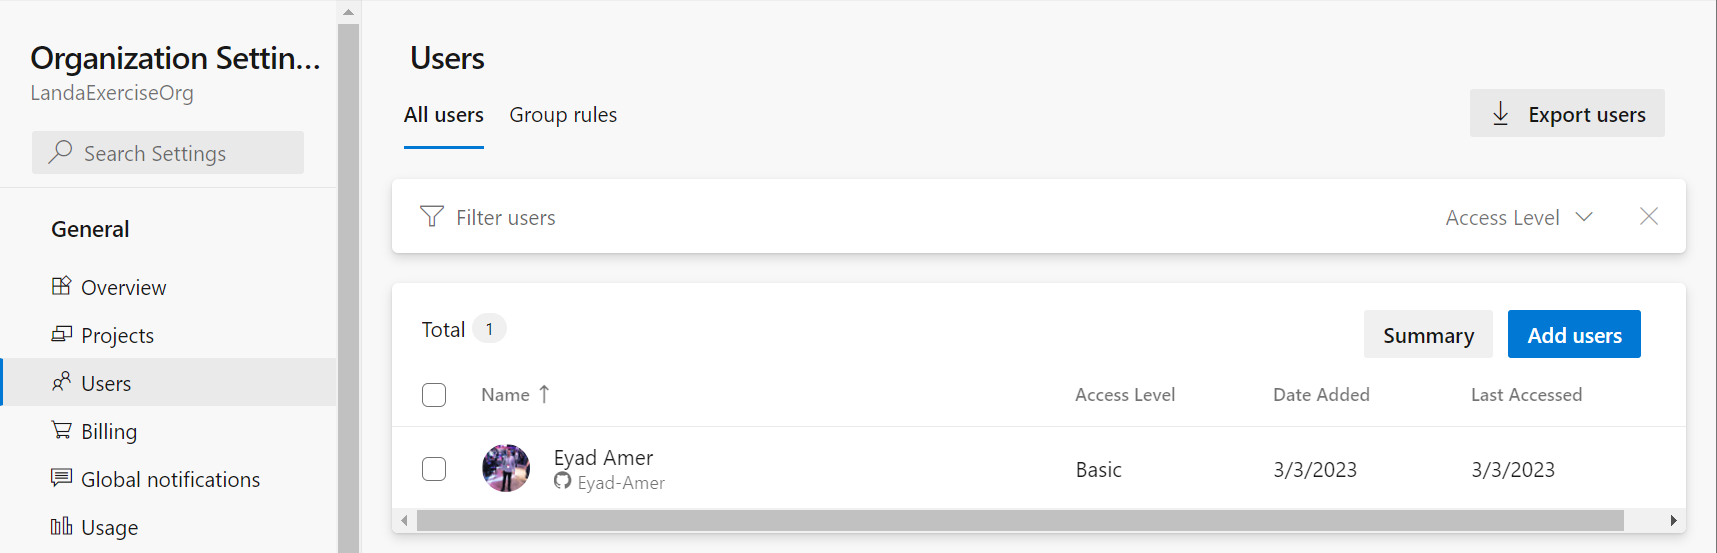 Organization Settin...
LandaExerciseOrg
Search Settings
General
Overview
Projects
Users
Billing
Global notifications
Usage
Users
All users Group rules
Export users
Filter users
Access Level
Total 1
Summary
Add users
Name Access Level Date Added Last Accessed
Eyad Amer
Eyad-Amer
Basic 3/3/2023 3/3/2023